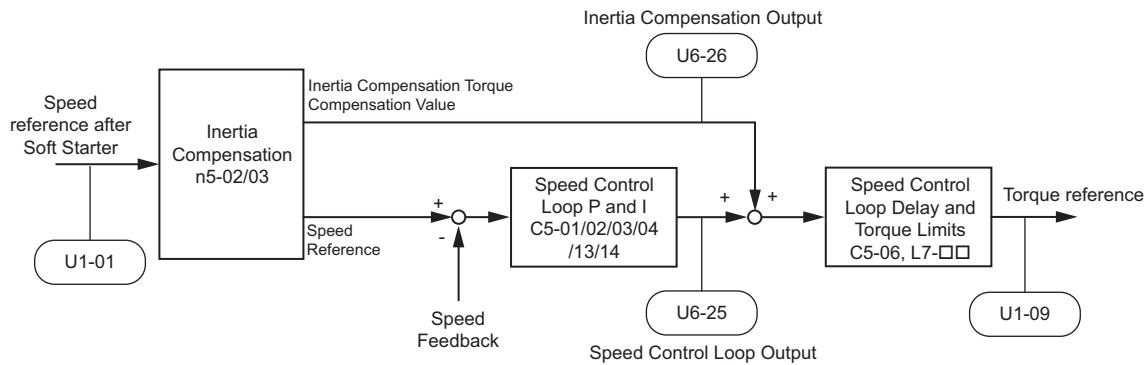 Inertia Compensation Output
U6-26
Inertia Compensation Torque
Compensation Value
Speed
reference after
Soft Starter
Inertia
Compensation
n5-02/03
Speed Control
Loop P and I
C5-01/02/03/04
/13/14
Speed Control
Loop Delay and
Torque Limits
C5-06, L7-□□
Torque reference
+
+
+
-
Speed
Reference
U1-01
Speed
Feedback
U6-25
U1-09
Speed Control Loop Output